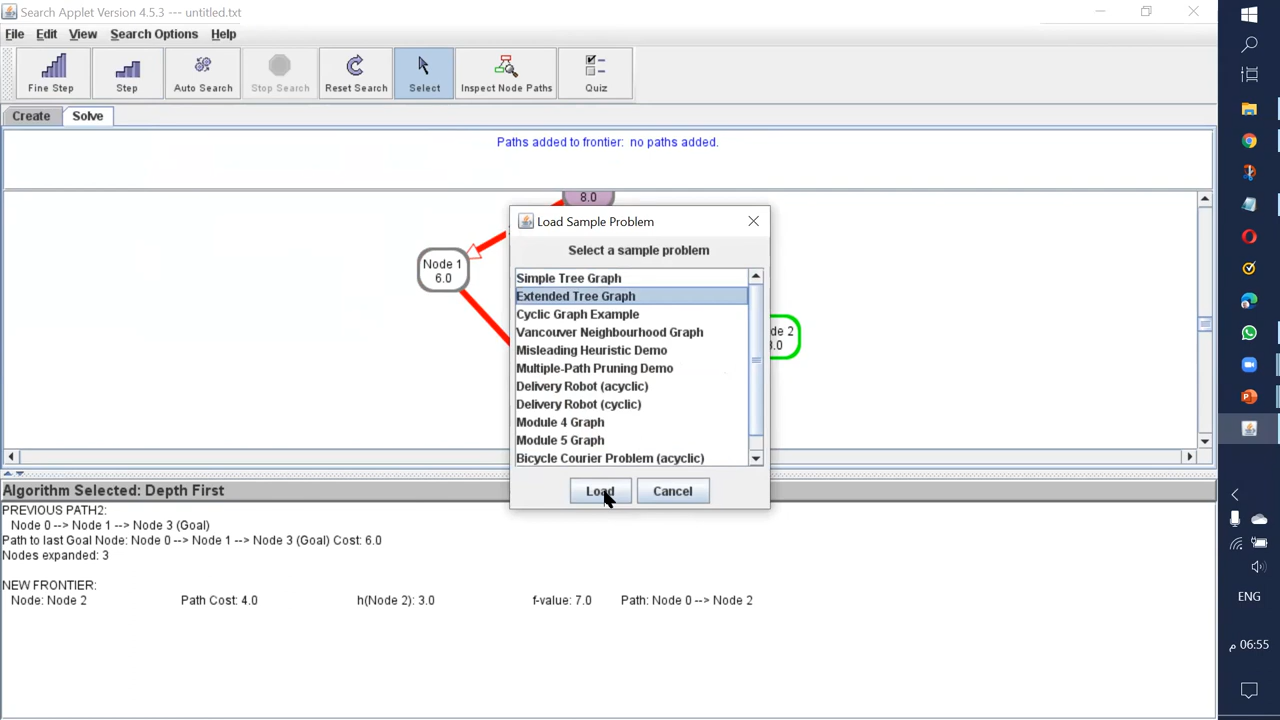 Search Applet Version 4.5.3 --- untitled.txt
File Edit View Search Options Help
Fine Step Step Auto Search Stop Search Reset Search Select Inspect Node Paths Quiz
Create Solve
Paths added to frontier: no paths added.
8.0
Node 1
6.0
de 2
.0
Load Sample Problem
Select a sample problem
Simple Tree Graph
Extended Tree Graph
Cyclic Graph Example
Vancouver Neighbourhood Graph
Misleading Heuristic Demo
Multiple-Path Pruning Demo
Delivery Robot (acyclic)
Delivery Robot (cyclic)
Module 4 Graph
Module 5 Graph
Bicycle Courier Problem (acyclic)
Load Cancel
Algorithm Selected: Depth First
PREVIOUS PATH2:
Node 0 --> Node 1 --> Node 3 (Goal)
Path to last Goal Node: Node 0 --> Node 1 --> Node 3 (Goal) Cost: 6.0
Nodes expanded: 3
NEW FRONTIER:
Node: Node 2 Path Cost: 4.0 h(Node 2): 3.0 f-value: 7.0 Path: Node 0 --> Node 2
ENG
06:55 م